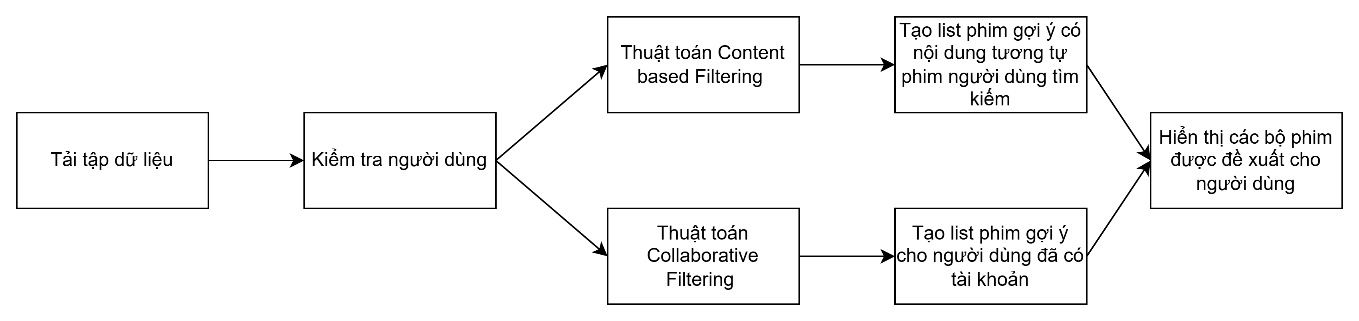 Tải tập dữ liệu
Kiểm tra người dùng
Thuật toán Content
based Filtering
Tạo list phim gợi ý có
nội dung tương tự
phim người dùng tìm
kiếm
Thuật toán
Collaborative
Filtering
Tạo list phim gợi ý
cho người dùng đã có
tài khoản
Hiển thị các bộ phim
được đề xuất cho
người dùng